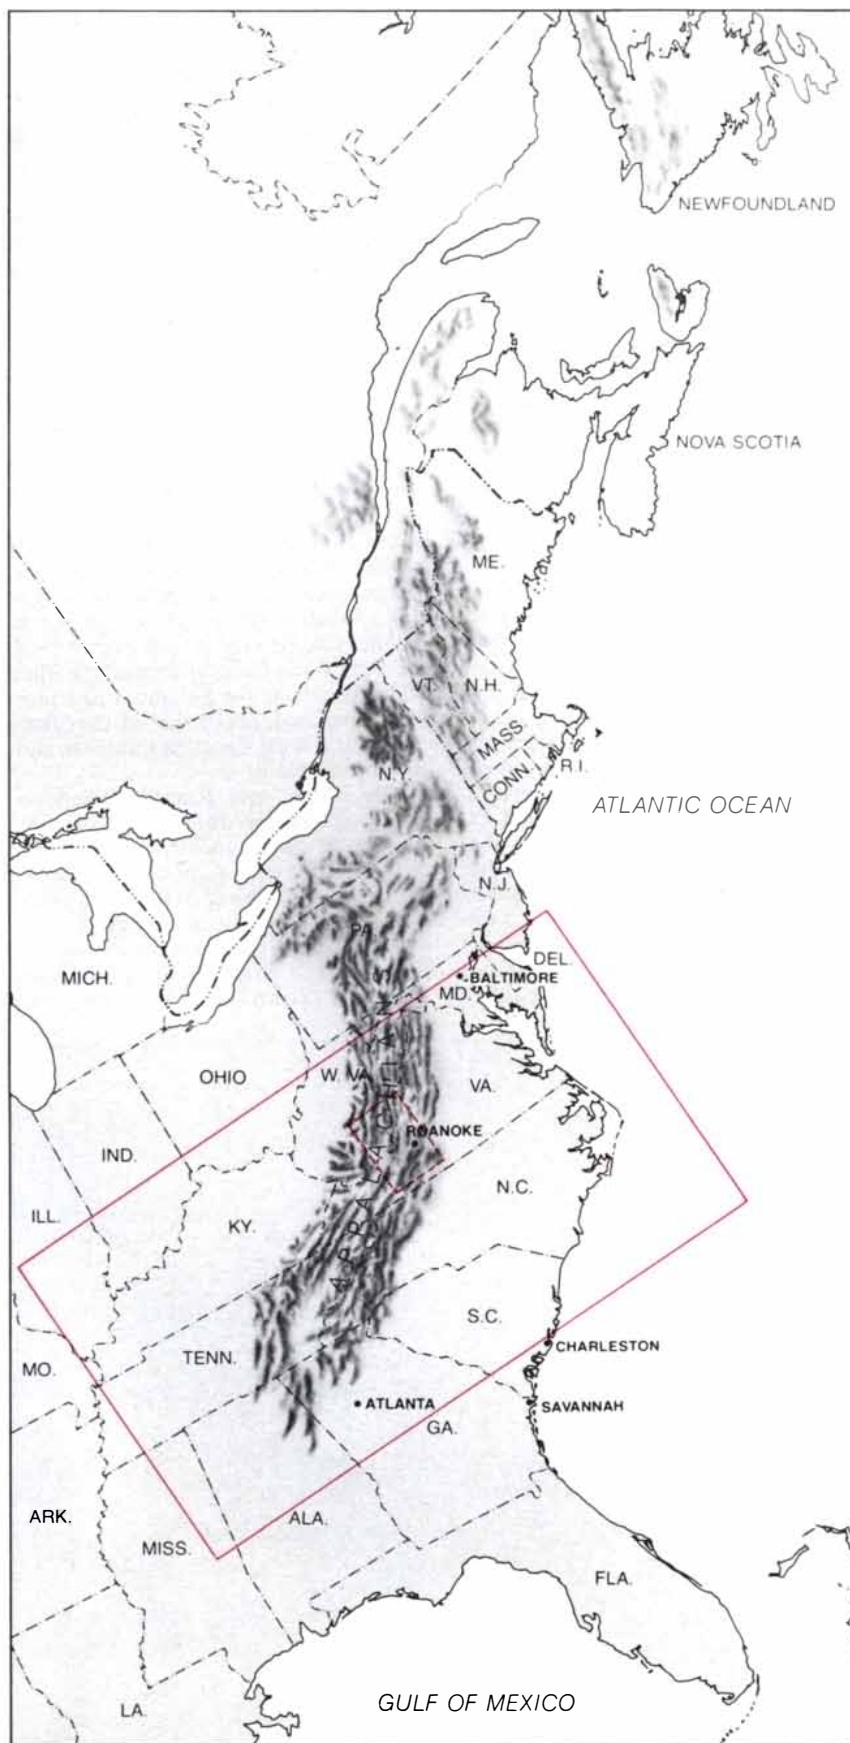 NEWFOUNDLAND
NOVA SCOTIA
ME.
VT.
N.H.
MASS.
N.Y.
CONN.
R.I.
ATLANTIC OCEAN
N.J.
PA.
MICH.
DEL.
BALTIMORE
MD.
OHIO
W. VA.
VA.
APPALACHIANS
ROANOKE
IND.
N.C.
ILL.
KY.
S.C.
CHARLESTON
TENN.
MO.
ATLANTA
SAVANNAH
GA.
ARK.
ALA.
MISS.
FLA.
GULF OF MEXICO
LA.